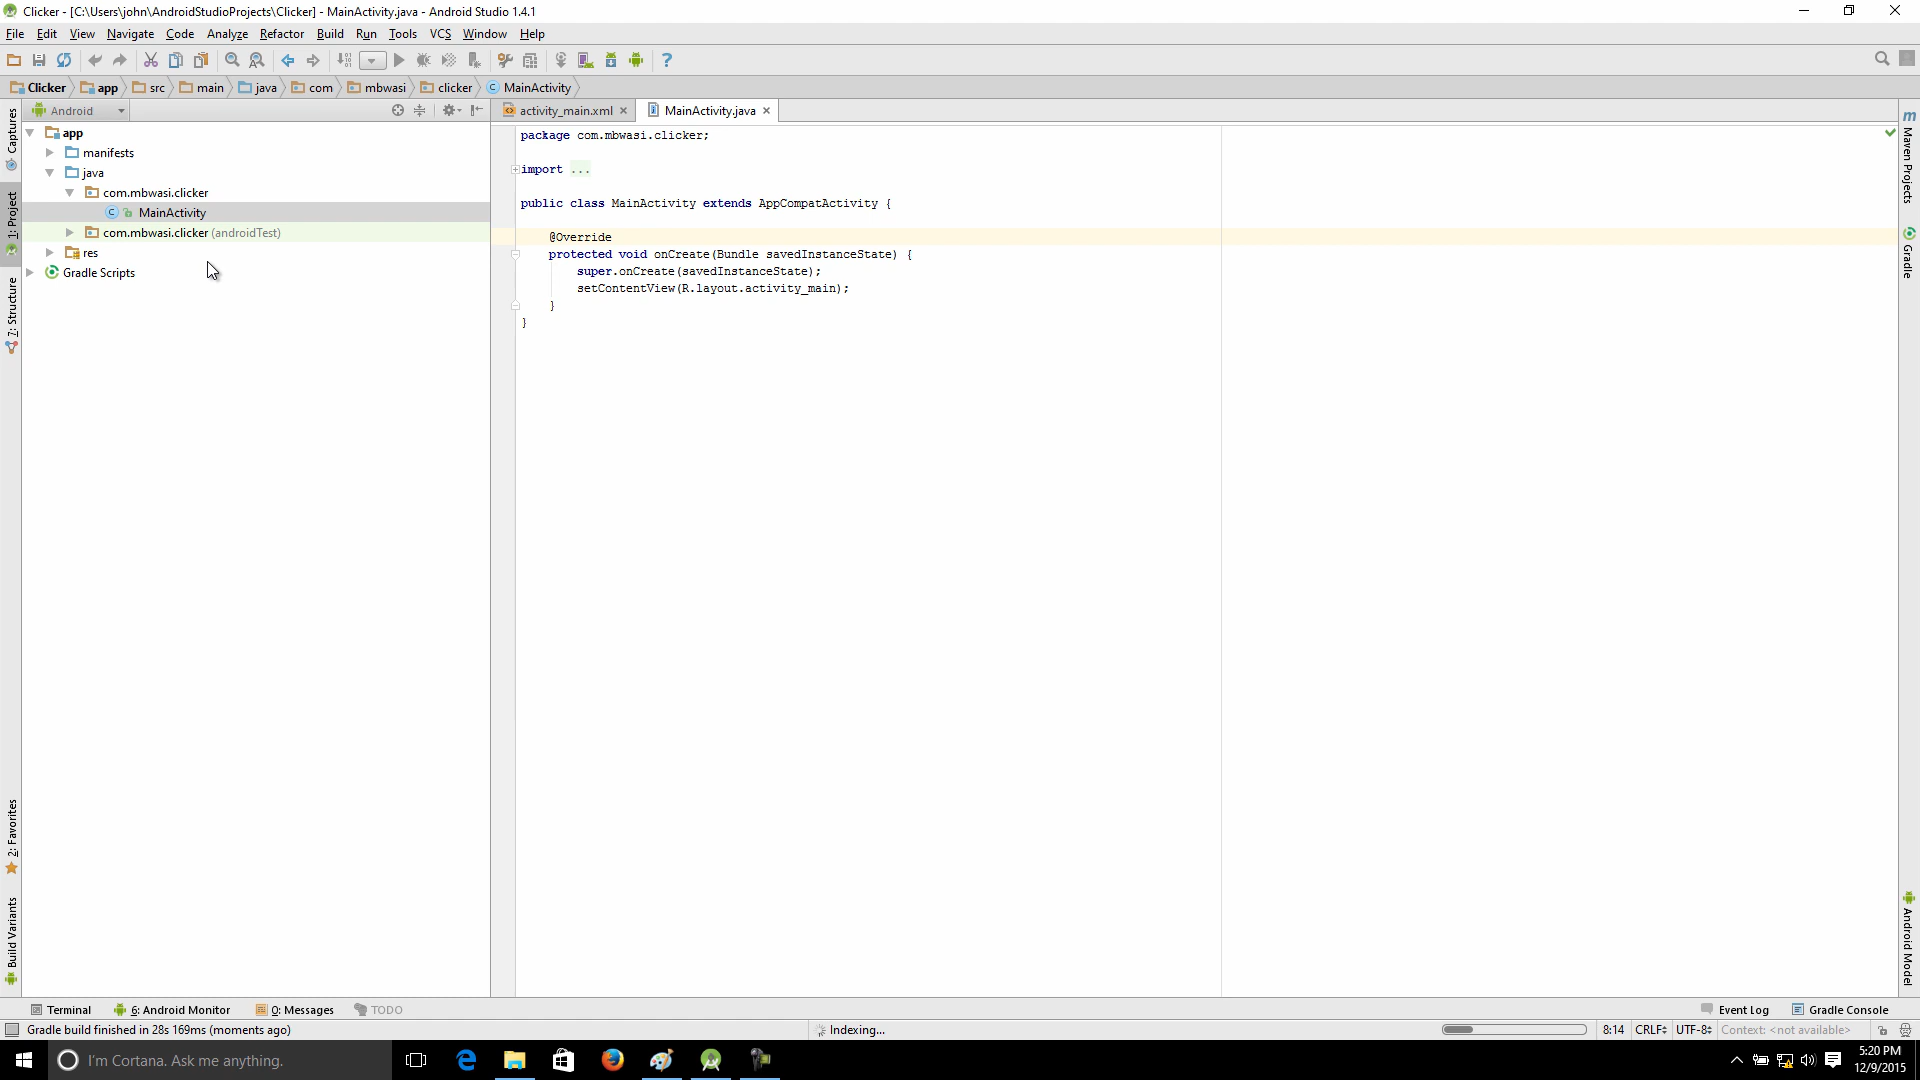 Clicker - [C:\Users\john\AndroidStudioProjects\Clicker] - MainActivity.java - Android Studio 1.4.1
File Edit View Navigate Code Analyze Refactor Build Run Tools VCS Window Help
Clicker app src main java com mbwasi clicker MainActivity
Android
activity_main.xml MainActivity.java
app
manifests
java
com.mbwasi.clicker
MainActivity
com.mbwasi.clicker (androidTest)
res
Gradle Scripts
package com.mbwasi.clicker;
import ...
public class MainActivity extends AppCompatActivity {
@Override
protected void onCreate(Bundle savedInstanceState) {
super.onCreate(savedInstanceState);
setContentView(R.layout.activity_main);
}
}
Captures
1: Project
7: Structure
2: Favorites
Build Variants
Maven Projects
Gradle
Android Model
Terminal 6: Android Monitor 0: Messages TODO Event Log Gradle Console
Gradle build finished in 28s 169ms (moments ago) Indexing... 8:14 CRLF UTF-8 Context: <not available>
I'm Cortana. Ask me anything.
5:20 PM
12/9/2015